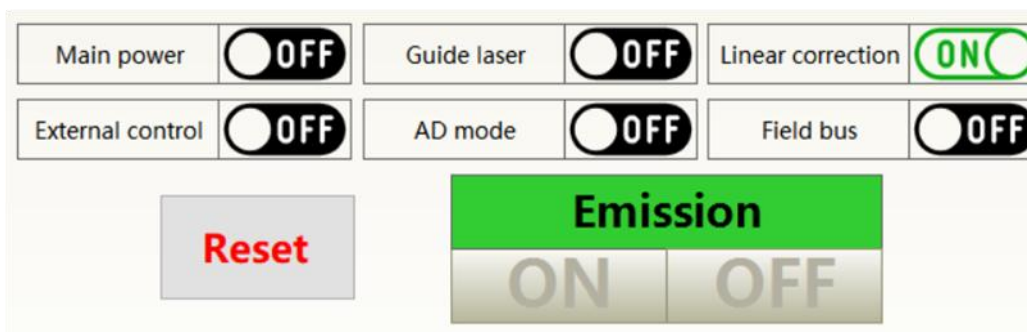 Main power OFF Guide laser OFF Linear correction ON
External control OFF AD mode OFF Field bus OFF
Emission
Reset
ON OFF